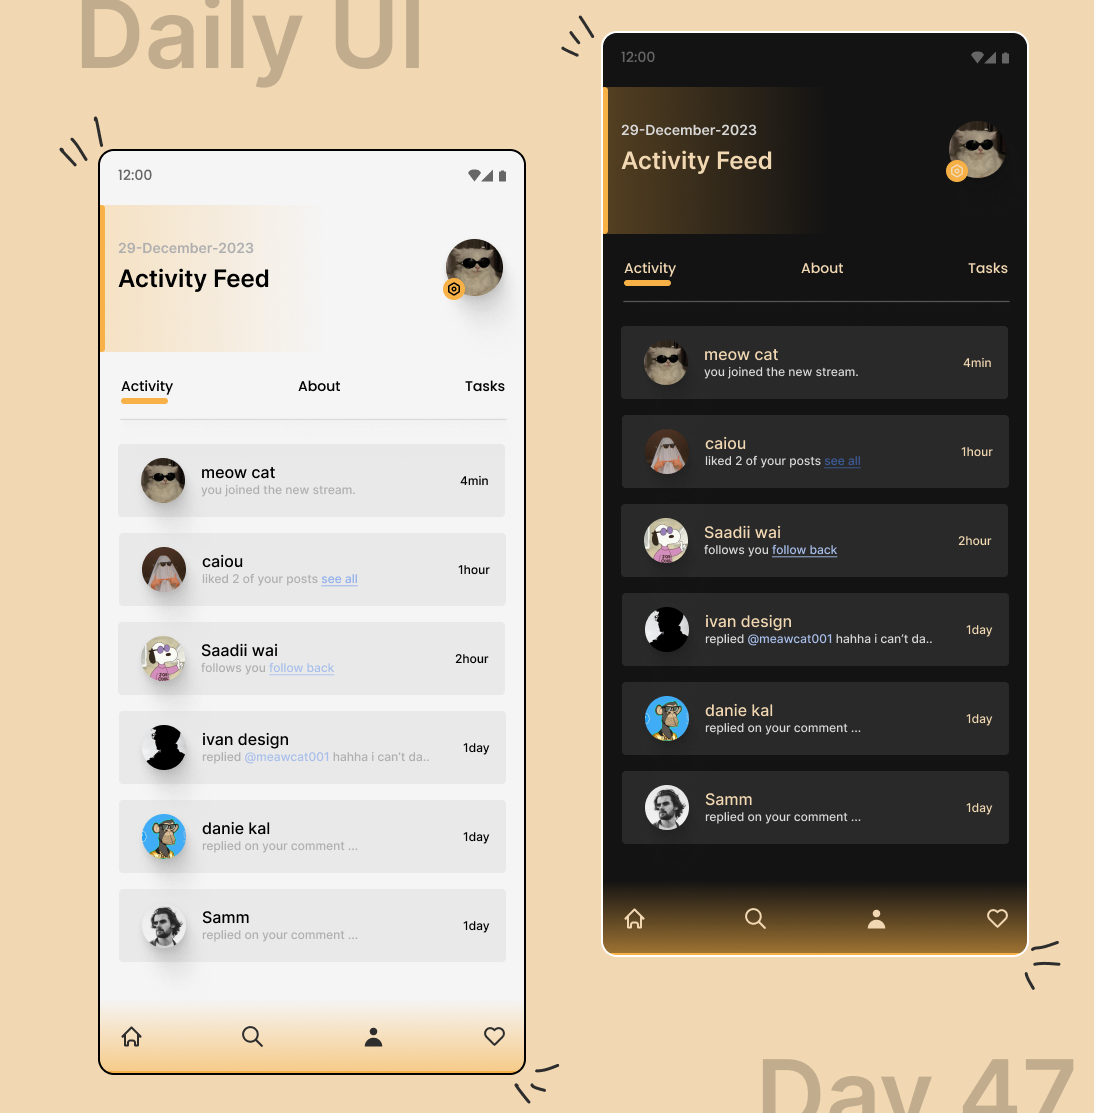 Daily UI
12:00
29-December-2023
Activity Feed
Activity About Tasks
meow cat
you joined the new stream.
4min
caiou
liked 2 of your posts see all
1hour
Saadii wai
follows you follow back
2hour
ivan design
replied @meawcat001 hahha i can't da..
1day
danie kal
replied on your comment ...
1day
Samm
replied on your comment ...
1day
12:00
29-December-2023
Activity Feed
Activity About Tasks
meow cat
you joined the new stream.
4min
caiou
liked 2 of your posts see all
1hour
Saadii wai
follows you follow back
2hour
ivan design
replied @meawcat001 hahha i can't da..
1day
danie kal
replied on your comment ...
1day
Samm
replied on your comment ...
1day
Day 47